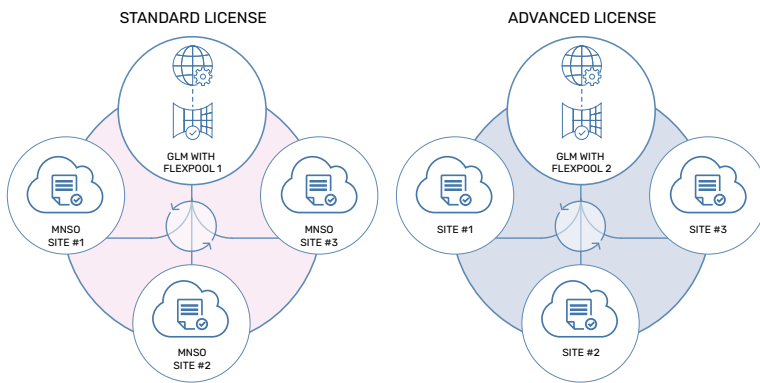 STANDARD LICENSE
GLM WITH
FLEXPOOL 1
MNSO
SITE #1
MNSO
SITE #3
MNSO
SITE #2
ADVANCED LICENSE
GLM WITH
FLEXPOOL 2
SITE #1
SITE #3
SITE #2